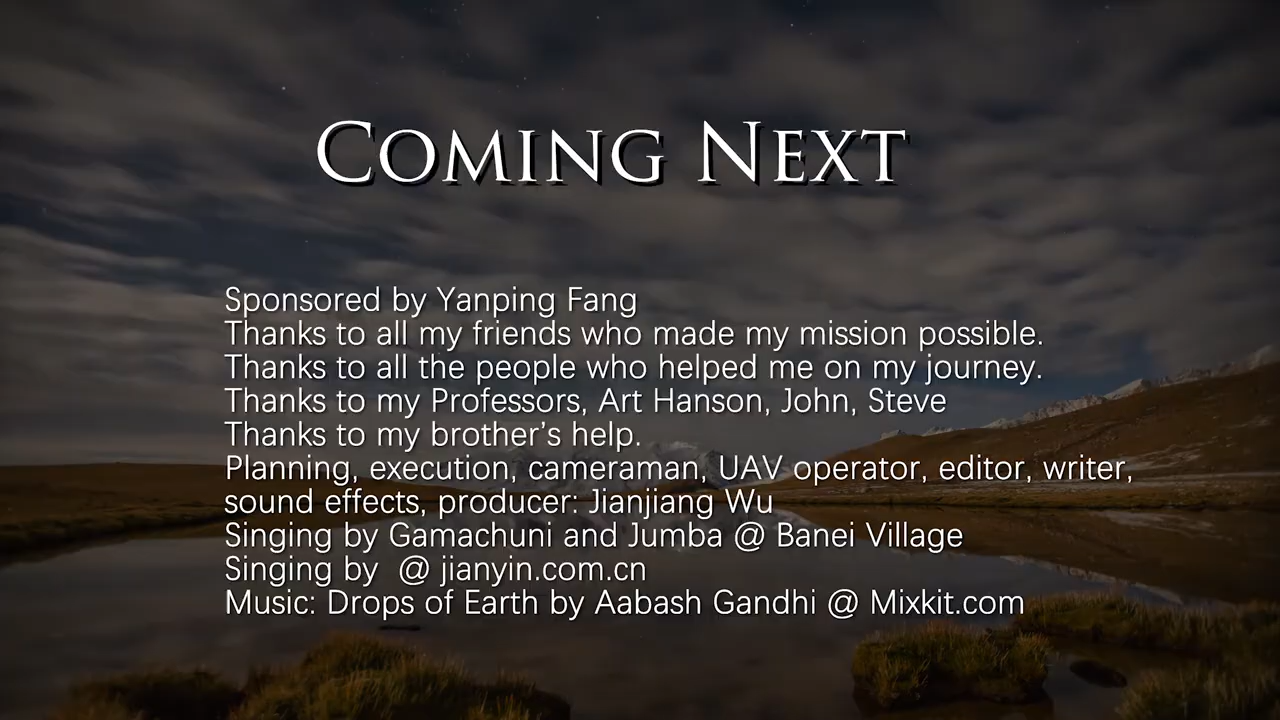 COMING NEXT
Sponsored by Yanping Fang
Thanks to all my friends who made my mission possible.
Thanks to all the people who helped me on my journey.
Thanks to my Professors, Art Hanson, John, Steve
Thanks to my brother’s help.
Planning, execution, cameraman, UAV operator, editor, writer,
sound effects, producer: Jianjiang Wu
Singing by Gamachuni and Jumba @ Banei Village
Singing by  @ jianyin.com.cn
Music: Drops of Earth by Aabash Gandhi @ Mixkit.com